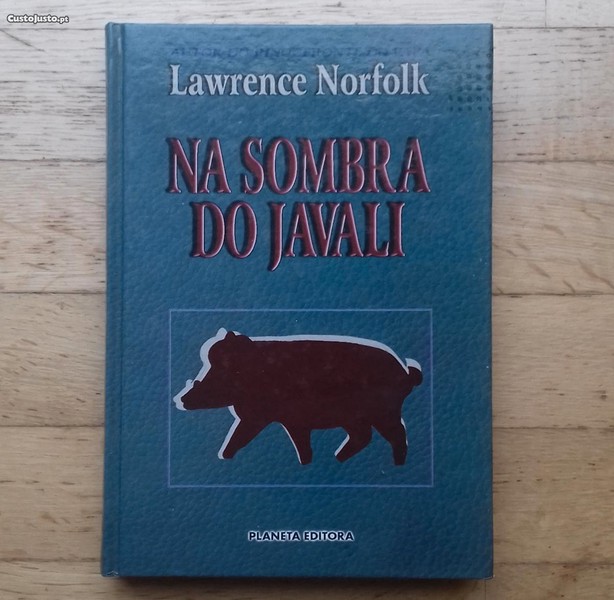 CustoJusto.pt
Lawrence Norfolk
NA SOMBRA
DO JAVALI
PLANETA EDITORA